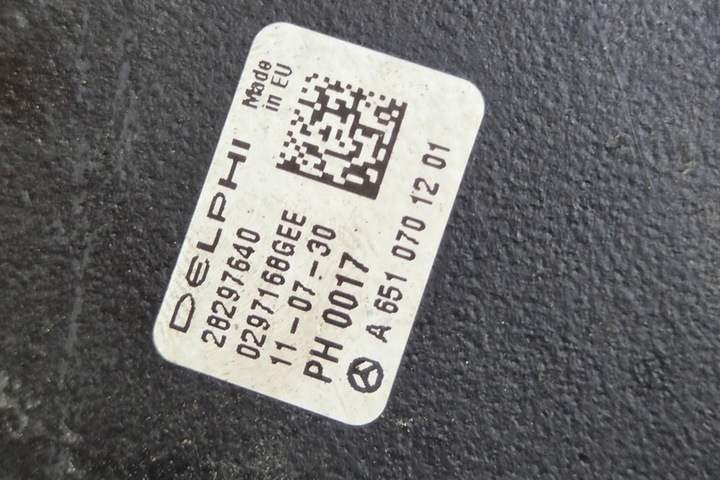 DELPHI
Made
in EU
28297640
0297168GEE
11-07-30
PH 0017
A 651 070 12 01